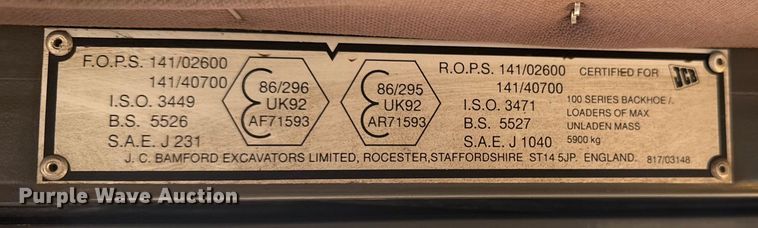 F.O.P.S. 141/02600
141/40700
I.S.O. 3449
B.S. 5526
S.A.E. J 231
86/296
UK92
AF71593
86/295
UK92
AR71593
R.O.P.S. 141/02600
141/40700
I.S.O. 3471
B.S. 5527
S.A.E. J 1040
CERTIFIED FOR JCB
100 SERIES BACKHOE/.
LOADERS OF MAX
UNLADEN MASS
5900 kg
J.C. BAMFORD EXCAVATORS LIMITED, ROCESTER,STAFFORDSHIRE ST14 5JP. ENGLAND. 817/03148
Purple Wave Auction